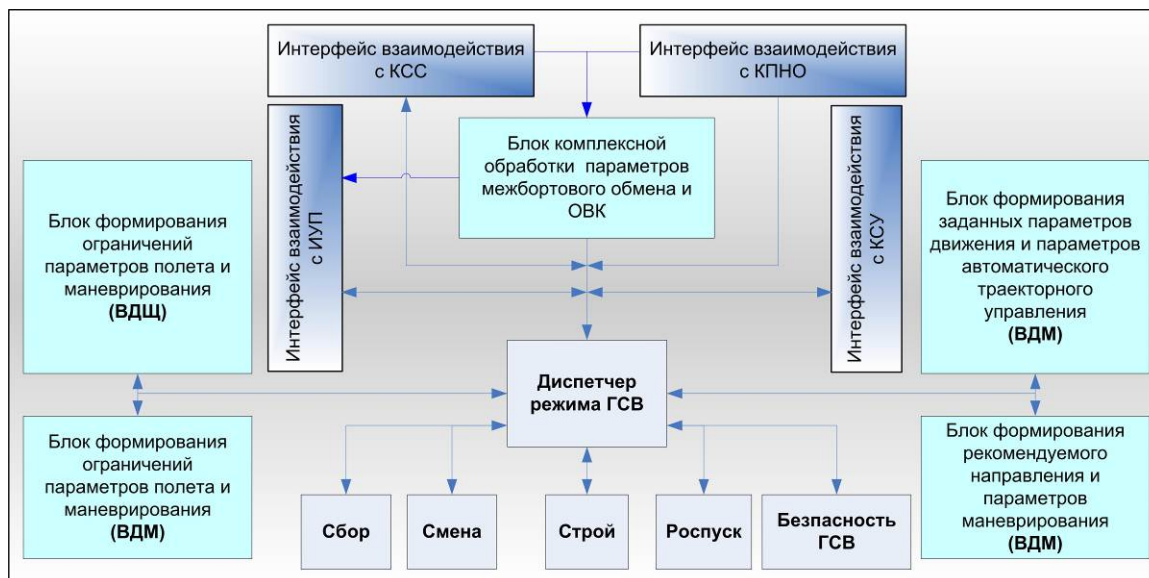 Интерфейс взаимодействия
с КСС
Интерфейс взаимодействия
с КПНО
Интерфейс взаимодействия
с ИУП
Блок комплексной
обработки параметров
межбортового обмена и
ОВК
Интерфейс взаимодействия
с КСУ
Блок формирования
ограничений
параметров полета и
маневрирования
(ВДЩ)
Блок формирования
заданных параметров
движения и параметров
автоматического
траекторного
управления
(ВДМ)
Диспетчер
режима ГСВ
Блок формирования
ограничений
параметров полета и
маневрирования
(ВДМ)
Блок формирования
рекомендуемого
направления и
параметров
маневрирования
(ВДМ)
Сбор
Смена
Строй
Роспуск
Безпасность
ГСВ